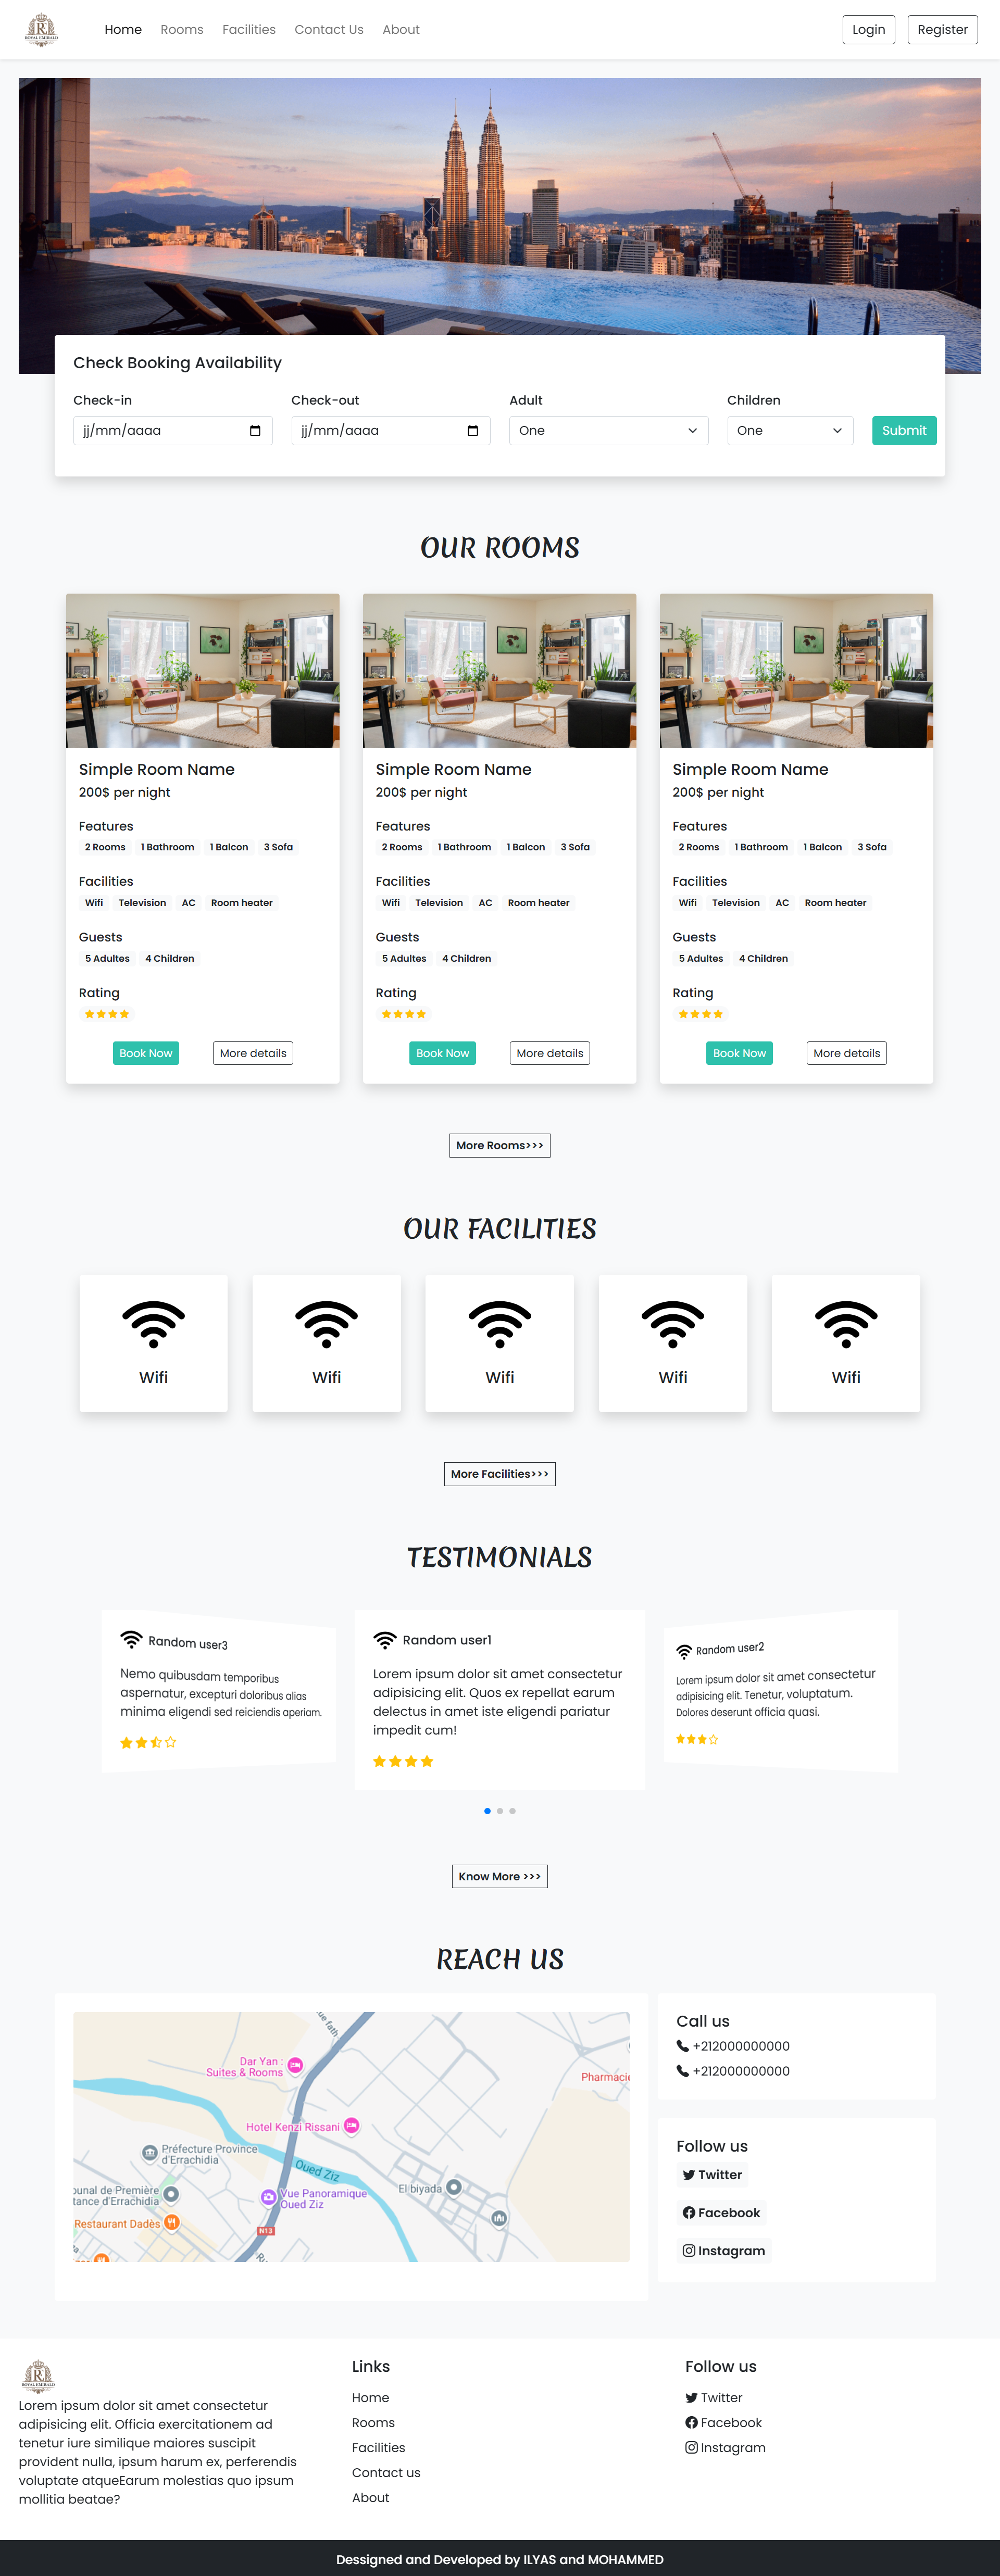 ROYAL EMERALD
Home Rooms Facilities Contact Us About
Login Register
Check Booking Availability
Check-in Check-out Adult Children
jj/mm/aaaa jj/mm/aaaa One One Submit
OUR ROOMS
Simple Room Name
200$ per night
Features
2 Rooms 1 Bathroom 1 Balcon 3 Sofa
Facilities
Wifi Television AC Room heater
Guests
5 Adultes 4 Children
Rating
Book Now More details
Simple Room Name
200$ per night
Features
2 Rooms 1 Bathroom 1 Balcon 3 Sofa
Facilities
Wifi Television AC Room heater
Guests
5 Adultes 4 Children
Rating
Book Now More details
Simple Room Name
200$ per night
Features
2 Rooms 1 Bathroom 1 Balcon 3 Sofa
Facilities
Wifi Television AC Room heater
Guests
5 Adultes 4 Children
Rating
Book Now More details
More Rooms>>>
OUR FACILITIES
Wifi Wifi Wifi Wifi Wifi
More Facilities>>>
TESTIMONIALS
Random user3
Nemo quibusdam temporibus
aspernatur, excepturi doloribus alias
minima eligendi sed reiciendis aperiam.
Random user1
Lorem ipsum dolor sit amet consectetur
adipisicing elit. Quos ex repellat earum
delectus in amet iste eligendi pariatur
impedit cum!
Random user2
Lorem ipsum dolor sit amet consectetur
adipisicing elit. Tenetur, voluptatum.
Dolores deserunt officia quasi.
Know More >>>
REACH US
ue fath
Dar Yan :
Suites & Rooms
Pharmacie
Hotel Kenzi Rissani
Préfecture Province
d'Errachidia
Oued Ziz
ounal de Première
tance d'Errachidia
Vue Panoramique
Oued Ziz
El biyada
Restaurant Dadès
N13
Call us
+212000000000
+212000000000
Follow us
Twitter
Facebook
Instagram
ROYAL EMERALD
Lorem ipsum dolor sit amet consectetur
adipisicing elit. Officia exercitationem ad
tenetur iure similique maiores suscipit
provident nulla, ipsum harum ex, perferendis
voluptate atqueEarum molestias quo ipsum
mollitia beatae?
Links
Home
Rooms
Facilities
Contact us
About
Follow us
Twitter
Facebook
Instagram
Dessigned and Developed by ILYAS and MOHAMMED